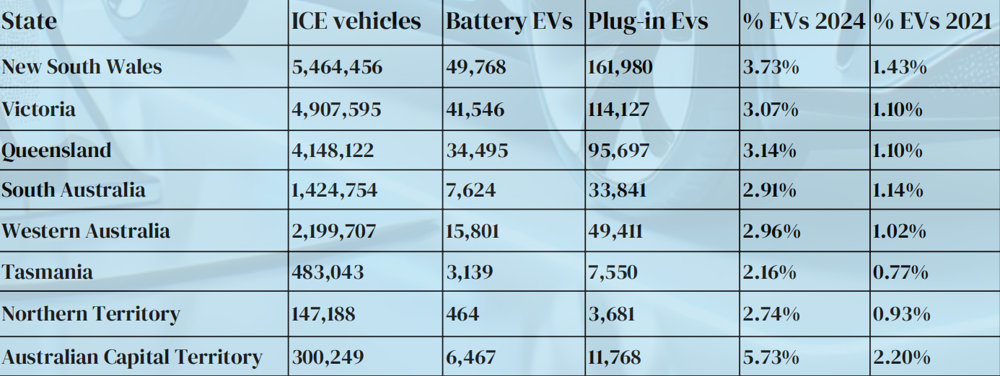 State ICE vehicles Battery EVs Plug-in Evs % EVs 2024 % EVs 2021
New South Wales 5,464,456 49,768 161,980 3.73% 1.43%
Victoria 4,907,595 41,546 114,127 3.07% 1.10%
Queensland 4,148,122 34,495 95,697 3.14% 1.10%
South Australia 1,424,754 7,624 33,841 2.91% 1.14%
Western Australia 2,199,707 15,801 49,411 2.96% 1.02%
Tasmania 483,043 3,139 7,550 2.16% 0.77%
Northern Territory 147,188 464 3,681 2.74% 0.93%
Australian Capital Territory 300,249 6,467 11,768 5.73% 2.20%